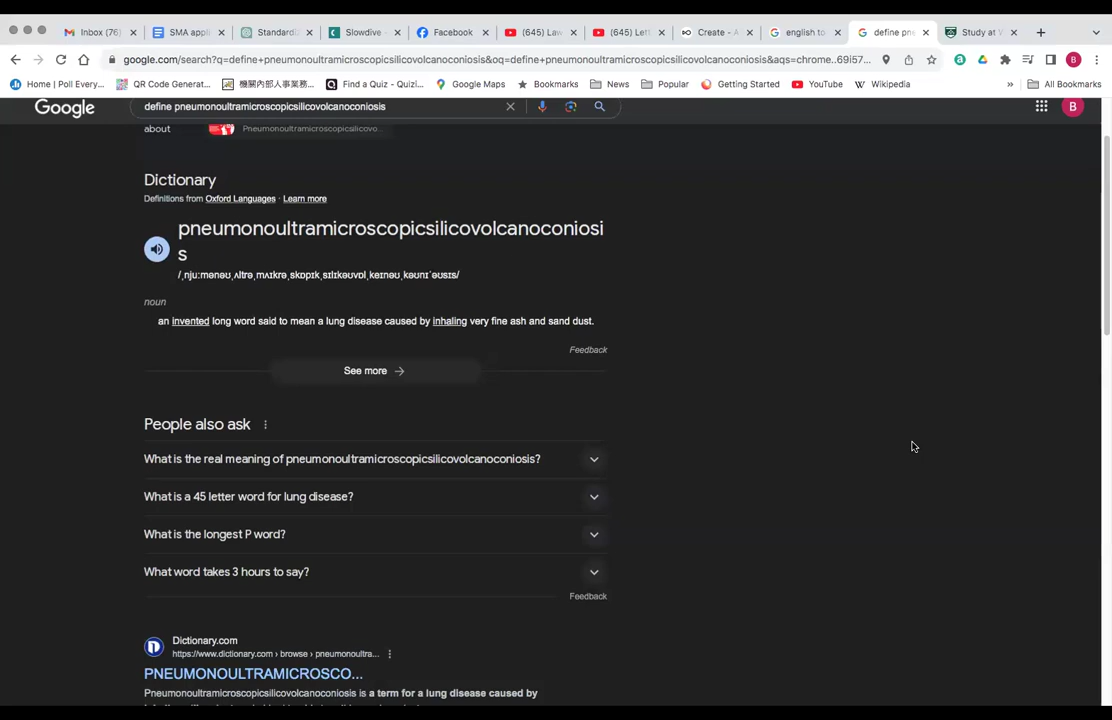 Inbox (76)
SMA appl
Standardi
Slowdive -
Facebook
(645) Law
(645) Lett
Create - A
english to
define pne
Study at W
google.com/search?q=define+pneumonoultramicroscopicsilicovolcanoconiosis&oq=define+pneumonoultramicroscopicsilicovolcanoconiosis&aqs=chrome..69i57...
Home | Poll Every...
QR Code Generat...
機關內部人事業務...
Find a Quiz - Quiz...
Bookmarks
Google Maps
News
Popular
Getting Started
YouTube
Wikipedia
»
All Bookmarks
Google
define pneumonoultramicroscopicsilicovolcanoconiosis
B
about
Pneumonoultramicroscopicsilicovo...
Dictionary
Definitions from Oxford Languages · Learn more
pneumonoultramicroscopicsilicovolcanoconiosi
s
noun
an invented long word said to mean a lung disease caused by inhaling very fine ash and sand dust.
Feedback
See more
People also ask
What is the real meaning of pneumonoultramicroscopicsilicovolcanoconiosis?
What is a 45 letter word for lung disease?
What is the longest P word?
What word takes 3 hours to say?
Feedback
Dictionary.com
https://www.dictionary.com › browse › pneumonoultra...
PNEUMONOULTRAMICROSCO...
Pneumonoultramicroscopicsilicovolcanoconiosis is a term for a lung disease caused by